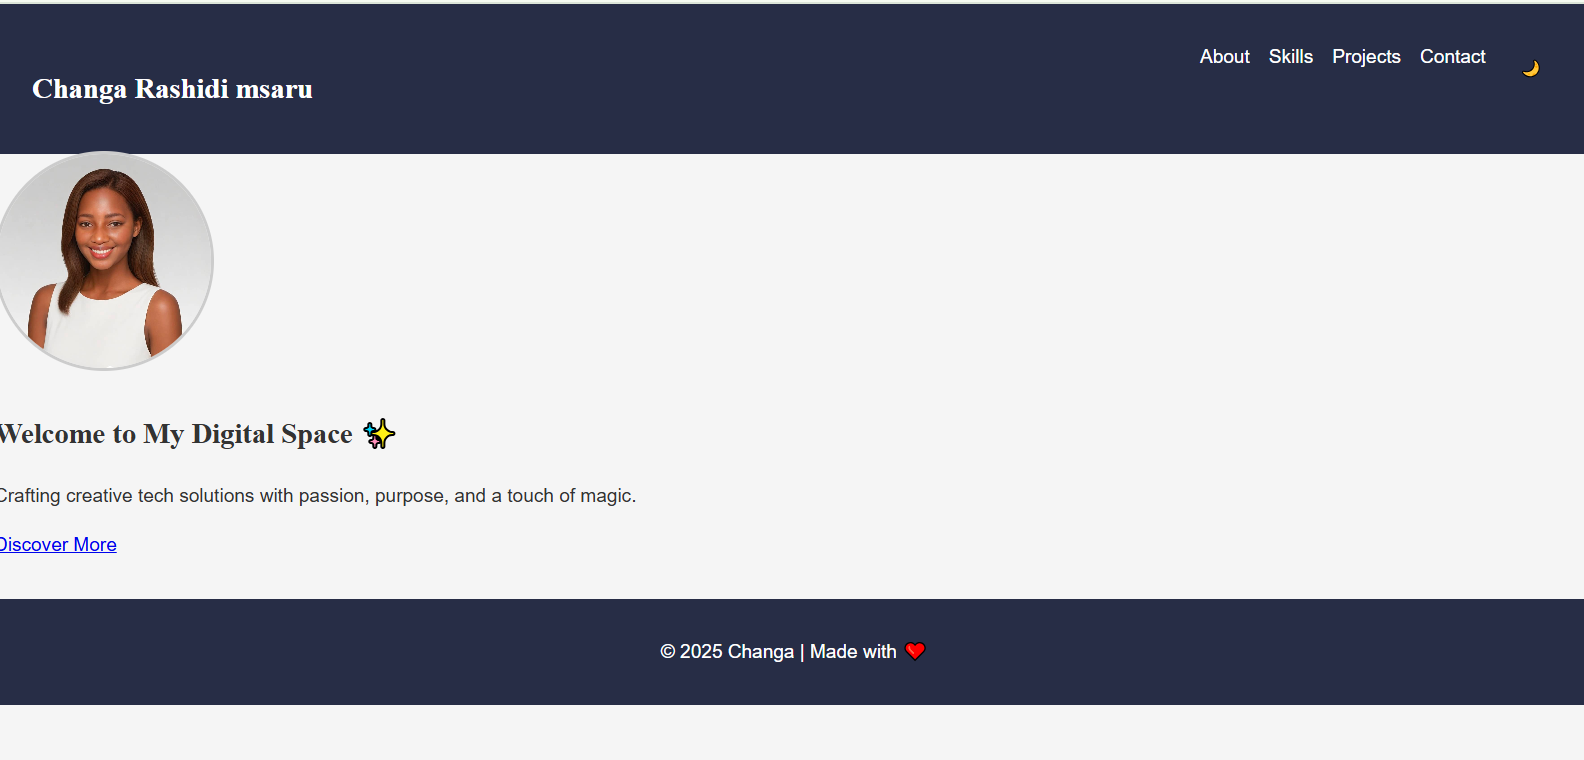 About Skills Projects Contact 🌙
Changa Rashidi msaru
Welcome to My Digital Space ✨
Crafting creative tech solutions with passion, purpose, and a touch of magic.
Discover More
© 2025 Changa | Made with ❤️